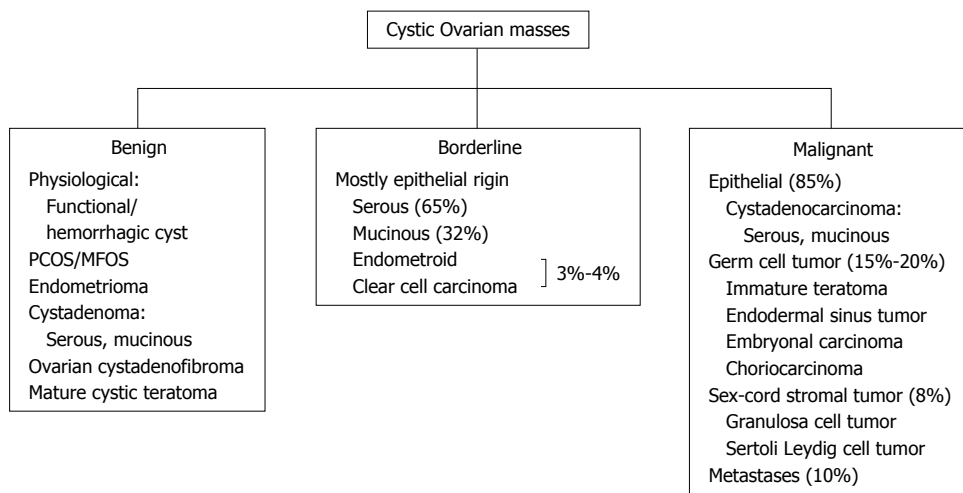 Cystic Ovarian masses
Benign
Physiological:
Functional/
hemorrhagic cyst
PCOS/MFOS
Endometrioma
Cystadenoma:
Serous, mucinous
Ovarian cystadenofibroma
Mature cystic teratoma
Borderline
Mostly epithelial rigin
Serous (65%)
Mucinous (32%)
Endometroid
Clear cell carcinoma
3%-4%
Malignant
Epithelial (85%)
Cystadenocarcinoma:
Serous, mucinous
Germ cell tumor (15%-20%)
Immature teratoma
Endodermal sinus tumor
Embryonal carcinoma
Choriocarcinoma
Sex-cord stromal tumor (8%)
Granulosa cell tumor
Sertoli Leydig cell tumor
Metastases (10%)